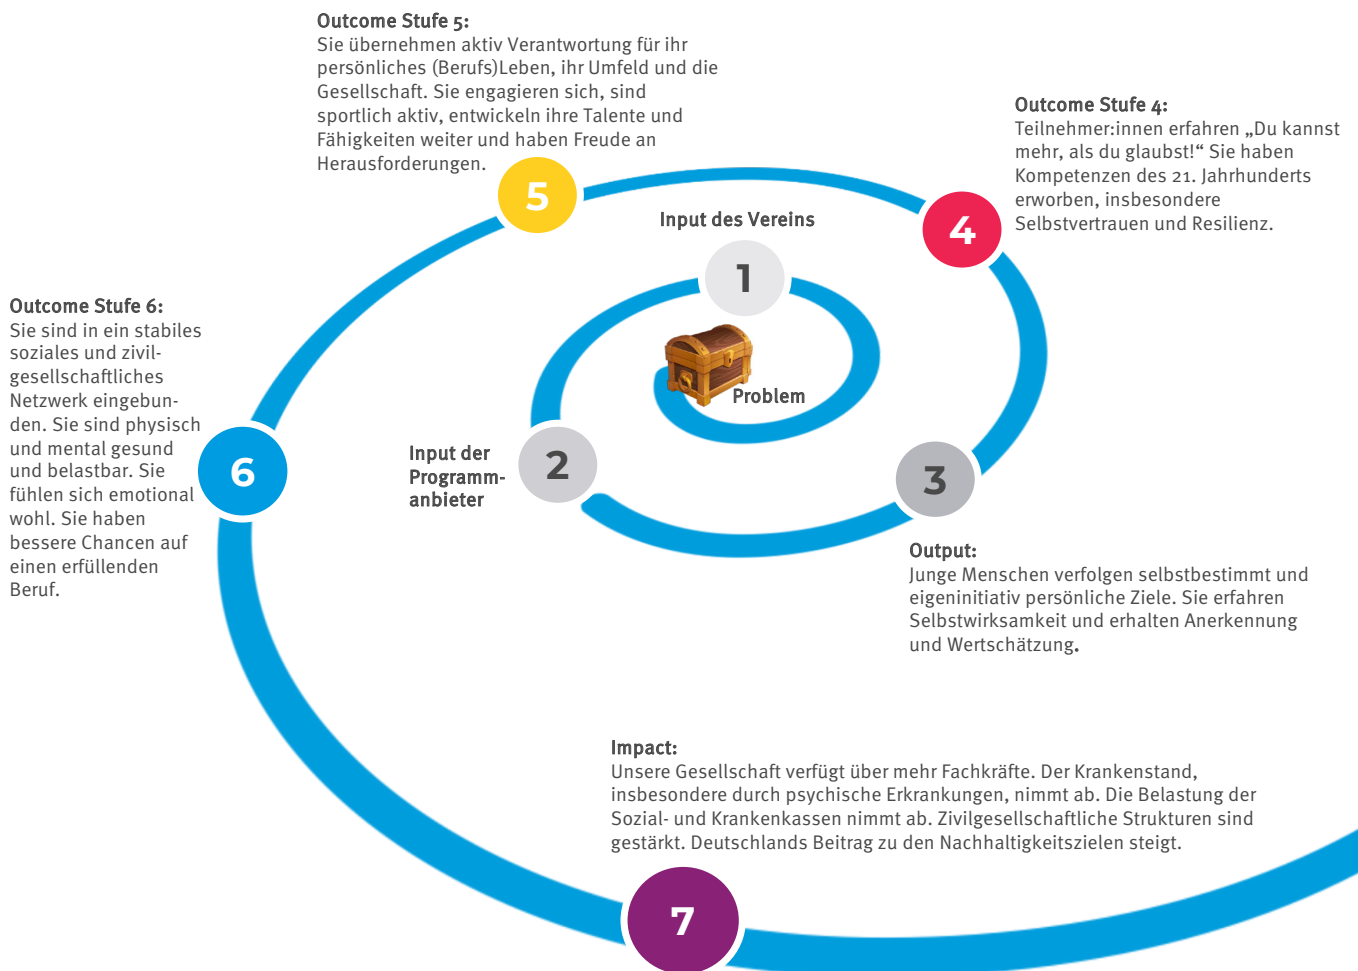 Outcome Stufe 5:
Sie übernehmen aktiv Verantwortung für ihr
persönliches (Berufs)Leben, ihr Umfeld und die
Gesellschaft. Sie engagieren sich, sind
sportlich aktiv, entwickeln ihre Talente und
Fähigkeiten weiter und haben Freude an
Herausforderungen.
5
Outcome Stufe 4:
Teilnehmer:innen erfahren „Du kannst
mehr, als du glaubst!“ Sie haben
Kompetenzen des 21. Jahrhunderts
erworben, insbesondere
Selbstvertrauen und Resilienz.
4
Input des Vereins
1
Problem
Outcome Stufe 6:
Sie sind in ein stabiles
soziales und zivil-
gesellschaftliches
Netzwerk eingebun-
den. Sie sind physisch
und mental gesund
und belastbar. Sie
fühlen sich emotional
wohl. Sie haben
bessere Chancen auf
einen erfüllenden
Beruf.
6
Input der
Programm-
anbieter
2
3
Output:
Junge Menschen verfolgen selbstbestimmt und
eigeninitiativ persönliche Ziele. Sie erfahren
Selbstwirksamkeit und erhalten Anerkennung
und Wertschätzung.
Impact:
Unsere Gesellschaft verfügt über mehr Fachkräfte. Der Krankenstand,
insbesondere durch psychische Erkrankungen, nimmt ab. Die Belastung der
Sozial- und Krankenkassen nimmt ab. Zivilgesellschaftliche Strukturen sind
gestärkt. Deutschlands Beitrag zu den Nachhaltigkeitszielen steigt.
7